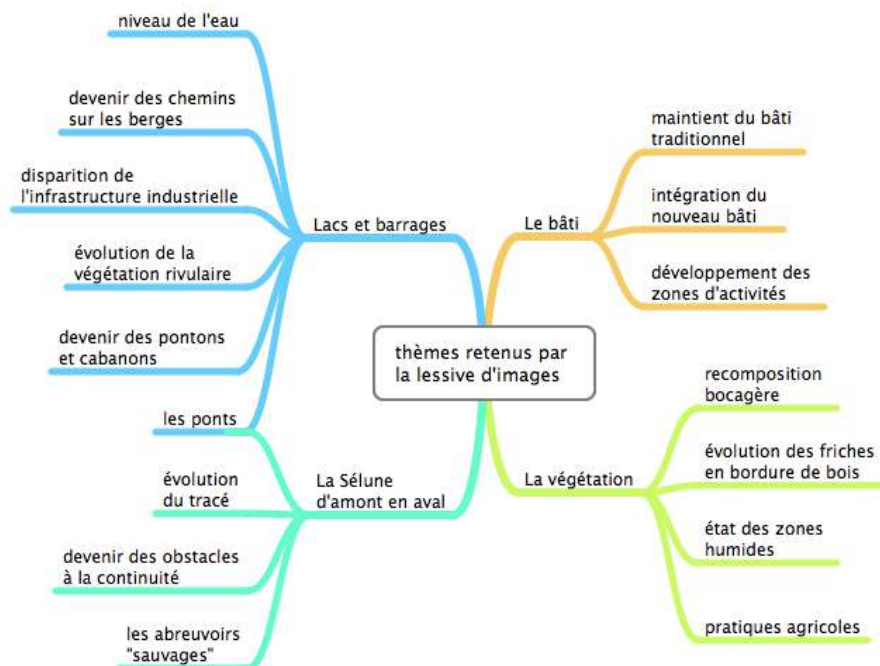 thèmes retenus par
la lessive d'images
Lacs et barrages
niveau de l'eau
devenir des chemins
sur les berges
disparition de
l'infrastructure industrielle
évolution de la
végétation rivulaire
devenir des pontons
et cabanons
les ponts
La Sélune
d'amont en aval
évolution
du tracé
devenir des obstacles
à la continuité
les abreuvoirs
"sauvages"
Le bâti
maintient du bâti
traditionnel
intégration du
nouveau bâti
développement des
zones d'activités
La végétation
recomposition
bocagère
évolution des friches
en bordure de bois
état des zones
humides
pratiques agricoles